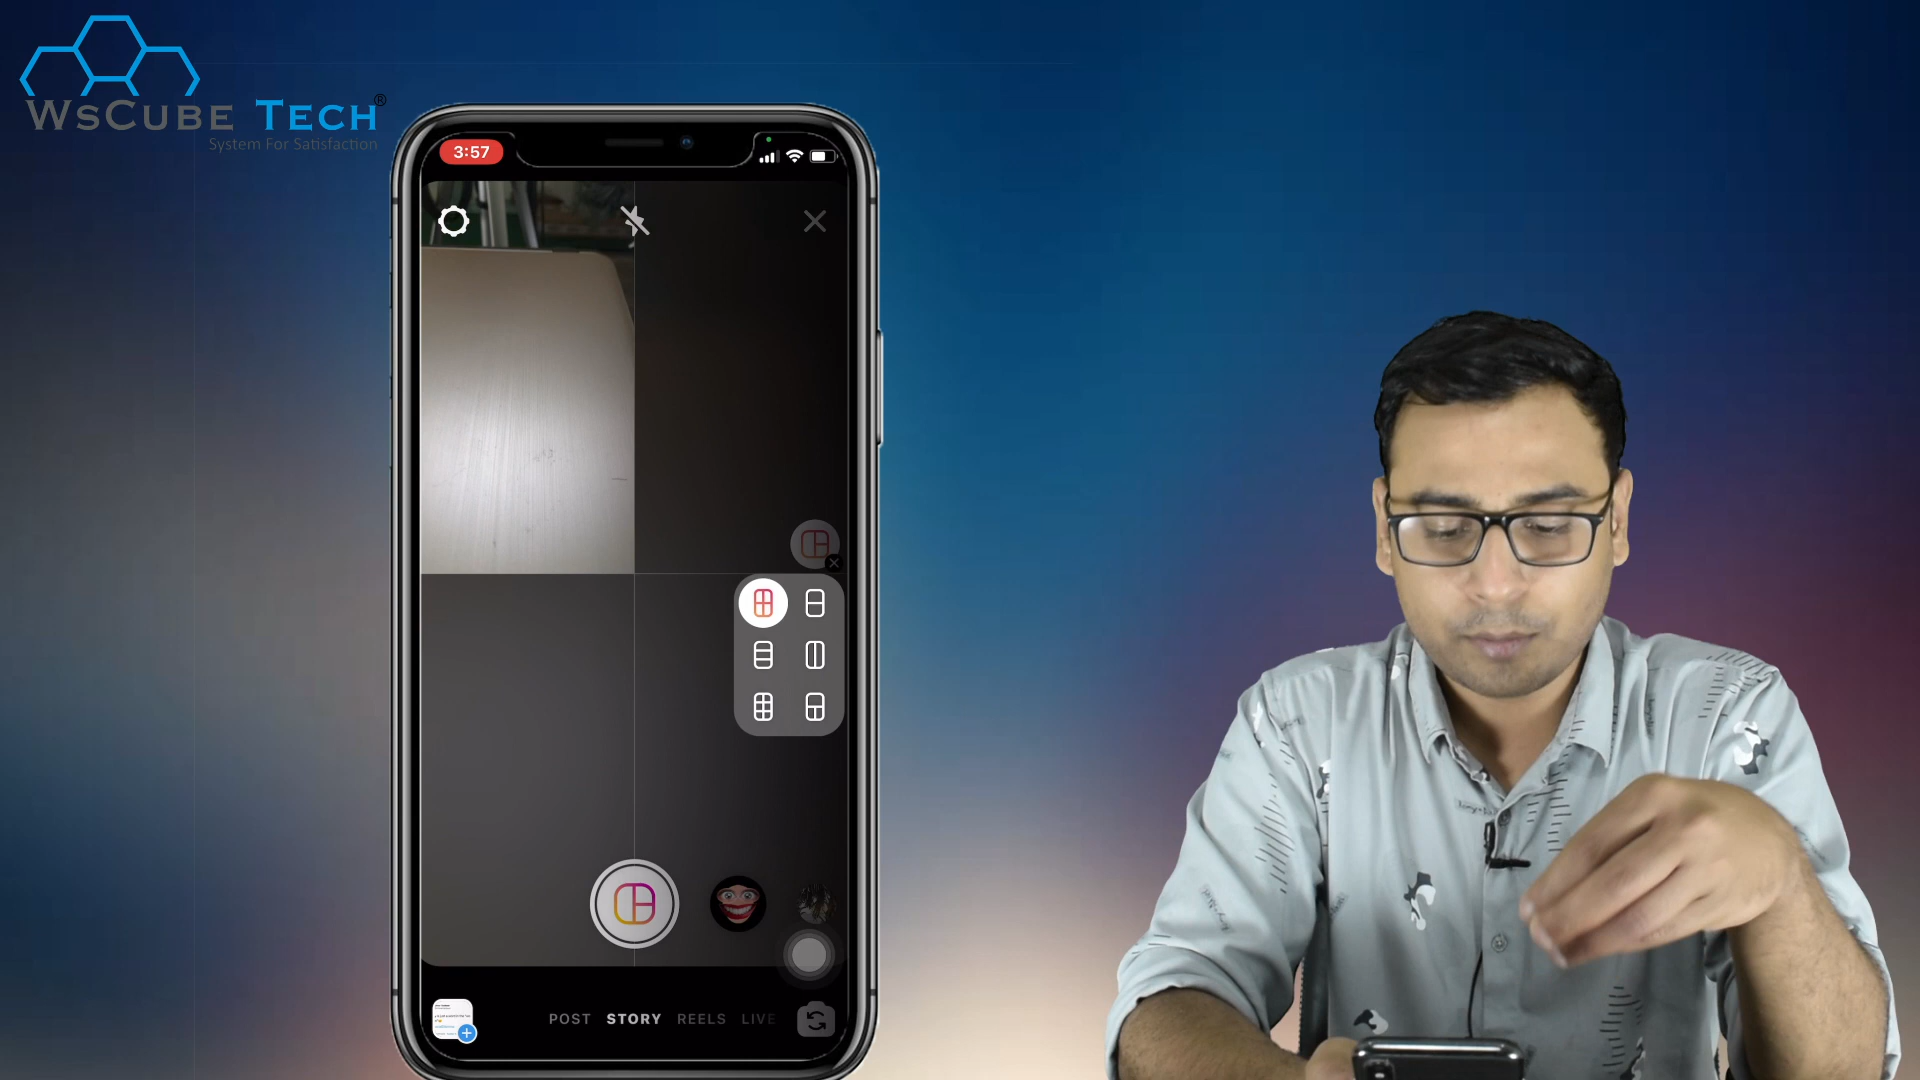 WsCube Tech®
System For Satisfaction
3:57
POST STORY REELS LIVE